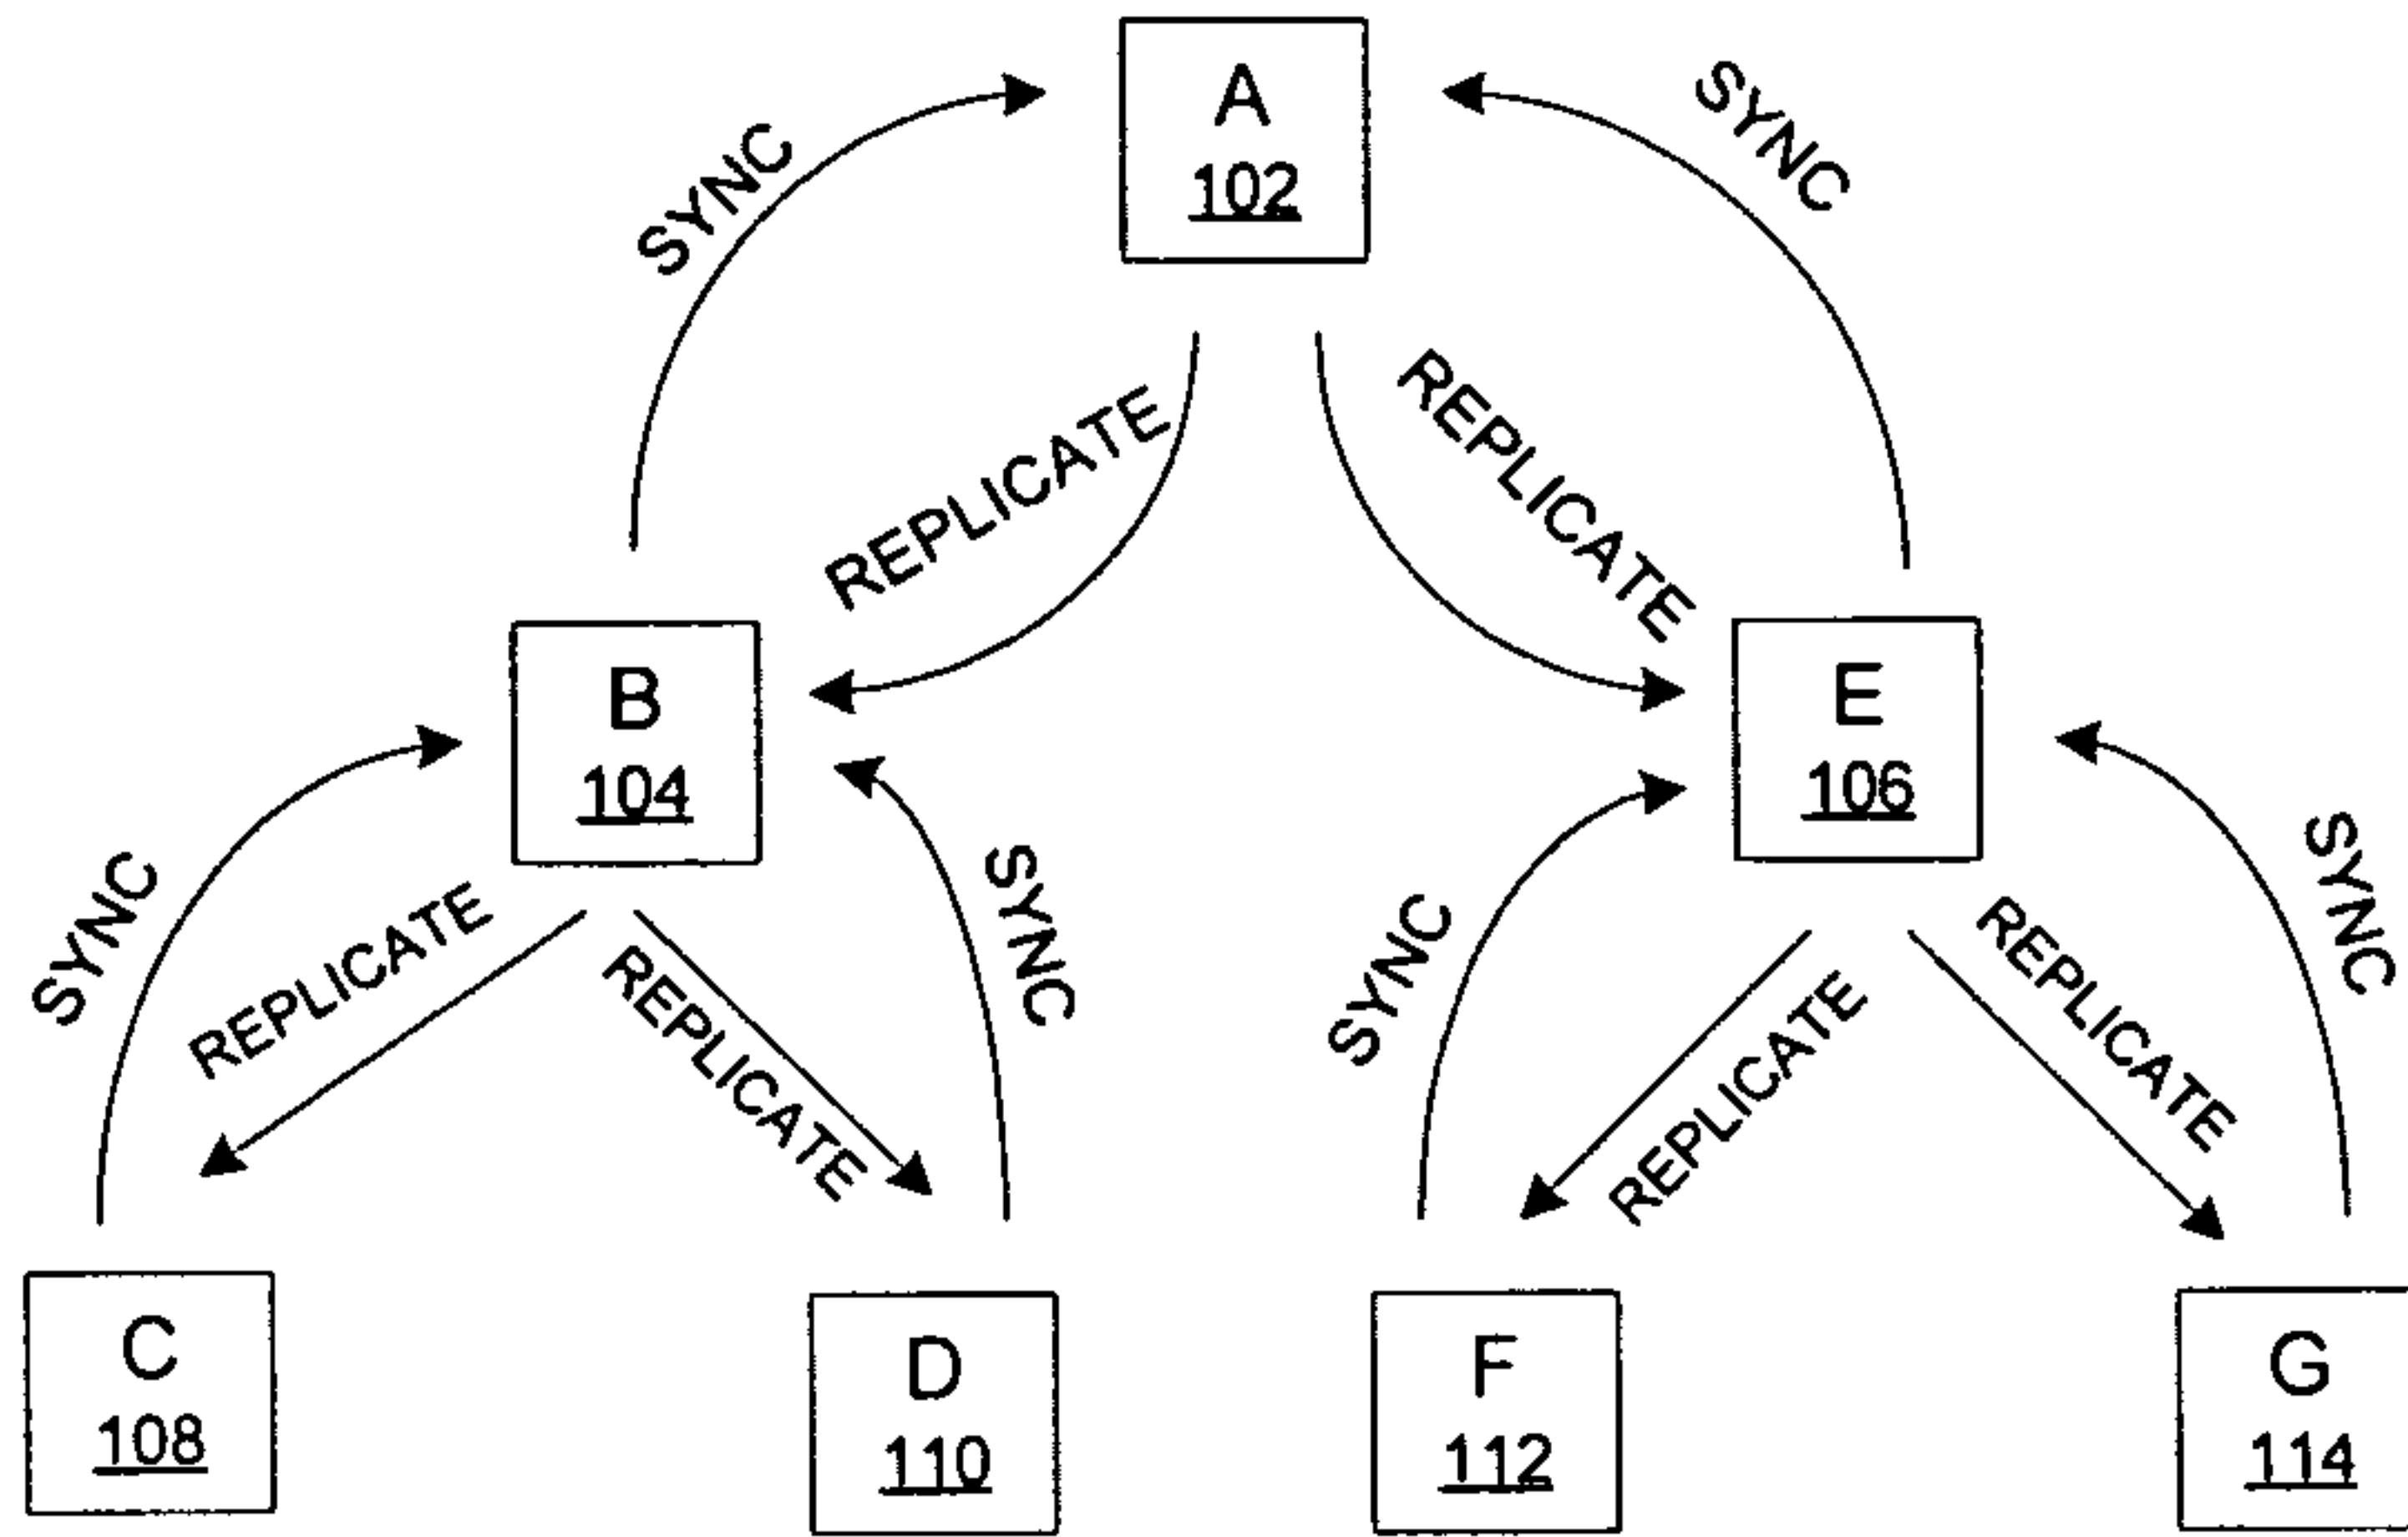 A
102
SYNC
SYNC
REPLICATE
REPLICATE
B
104
E
106
SYNC
REPLICATE
REPLICATE
SYNC
SYNC
REPLICATE
REPLICATE
SYNC
C
108
D
110
F
112
G
114